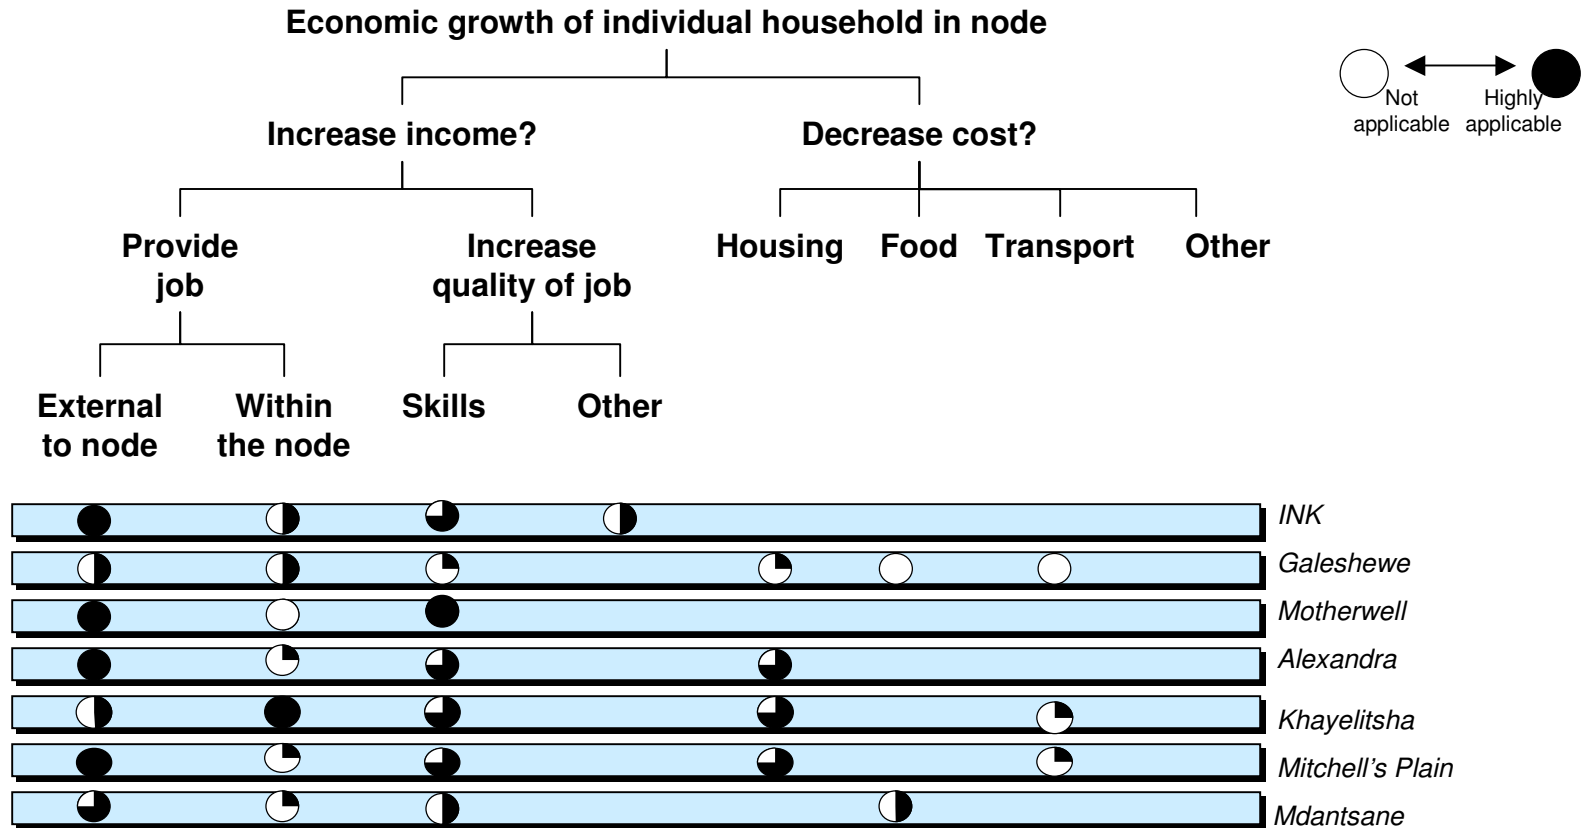 Economic growth of individual household in node
Not
applicable
Highly
applicable
Increase income?
Decrease cost?
Provide
job
Increase
quality of job
Housing
Food
Transport
Other
External
to node
Within
the node
Skills
Other
INK
Galeshewe
Motherwell
Alexandra
Khayelitsha
Mitchell's Plain
Mdantsane